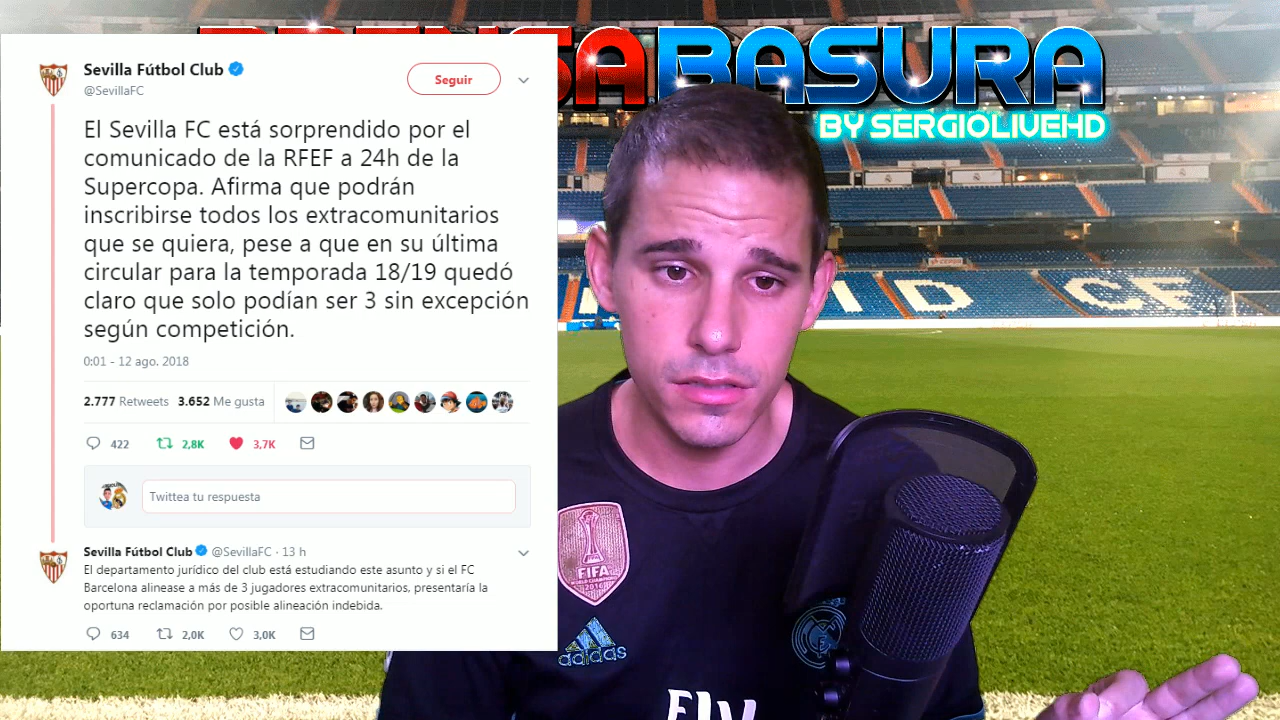 PRENSA BASURA
BY SERGIOLIVEHD
Sevilla Fútbol Club
@SevillaFC
Seguir
El Sevilla FC está sorprendido por el
comunicado de la RFEF a 24h de la
Supercopa. Afirma que podrán
inscribirse todos los extracomunitarios
que se quiera, pese a que en su última
circular para la temporada 18/19 quedó
claro que solo podían ser 3 sin excepción
según competición.
0:01 - 12 ago. 2018
2.777 Retweets 3.652 Me gusta
422 2,8K 3,7K
Twittea tu respuesta
Sevilla Fútbol Club @SevillaFC · 13 h
El departamento jurídico del club está estudiando este asunto y si el FC
Barcelona alinease a más de 3 jugadores extracomunitarios, presentaría la
oportuna reclamación por posible alineación indebida.
634 2,0K 3,0K
I D C F
FIFA
WORLD CHAMPIONS
2016
adidas
Fly